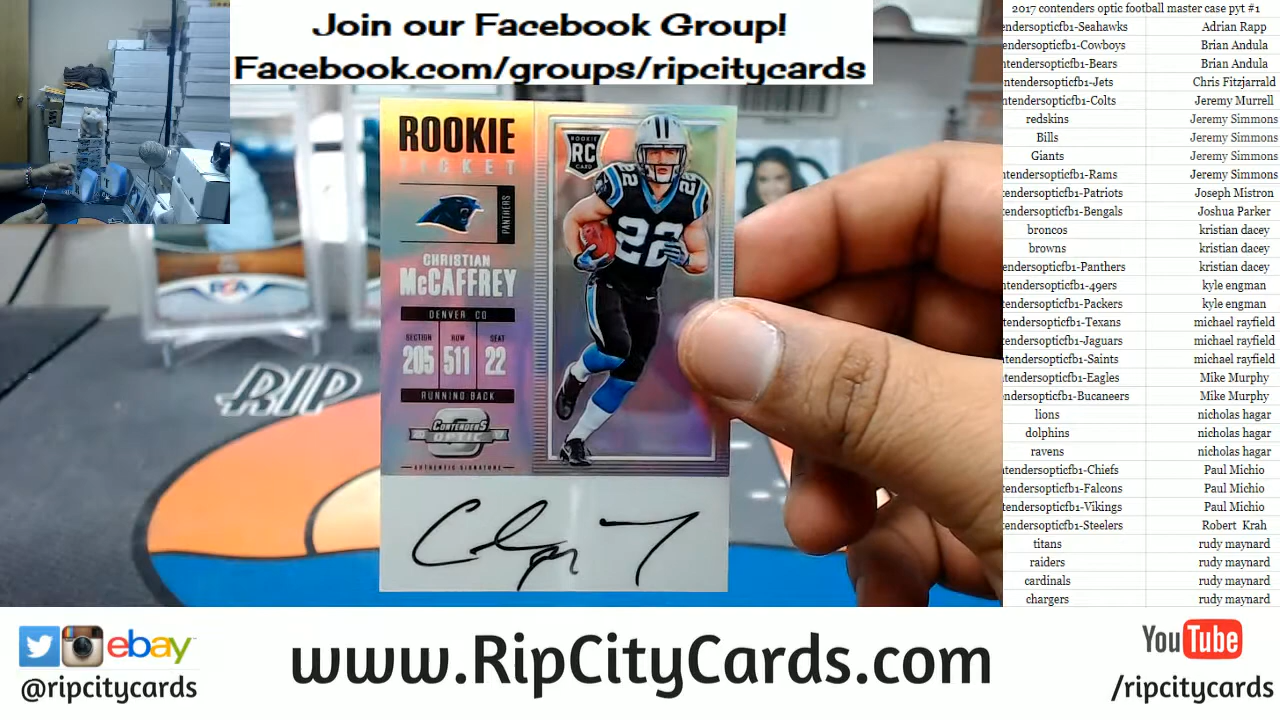 Join our Facebook Group!
Facebook.com/groups/ripcitycards
2017 contenders optic football master case pyt #1
endersopticfb1-Seahawks Adrian Rapp
ntendersopticfb1-Cowboys Brian Andula
endersopticfb1-Bears Brian Andula
ntendersopticfb1-Jets Chris Fitzjarrald
ntendersopticfb1-Colts Jeremy Murrell
redskins Jeremy Simmons
Bills Jeremy Simmons
Giants Jeremy Simmons
tendersopticfb1-Rams Jeremy Simmons
tendersopticfb1-Patriots Joseph Mistron
tendersopticfb1-Bengals Joshua Parker
broncos kristian dacey
browns kristian dacey
tendersopticfb1-Panthers kristian dacey
ntendersopticfb1-49ers kyle engman
tendersopticfb1-Packers kyle engman
tendersopticfb1-Texans michael rayfield
tendersopticfb1-Jaguars michael rayfield
ntendersopticfb1-Saints michael rayfield
tendersopticfb1-Eagles Mike Murphy
endersopticfb1-Bucaneers Mike Murphy
lions nicholas hagar
dolphins nicholas hagar
ravens nicholas hagar
tendersopticfb1-Chiefs Paul Michio
tendersopticfb1-Falcons Paul Michio
tendersopticfb1-Vikings Paul Michio
tendersopticfb1-Steelers Robert Krah
titans rudy maynard
raiders rudy maynard
cardinals rudy maynard
chargers rudy maynard
ROOKIE
TICKET
PANTHERS
CHRISTIAN
McCAFFREY
DENVER CO
SECTION ROW SEAT
205 511 22
RUNNING BACK
CONTENDERS
OPTIC
AUTHENTIC SIGNATURE
ROOKIE
RC
CARD
22
22
22
RIP
ebay
@ripcitycards
www.RipCityCards.com
YouTube
/ripcitycards